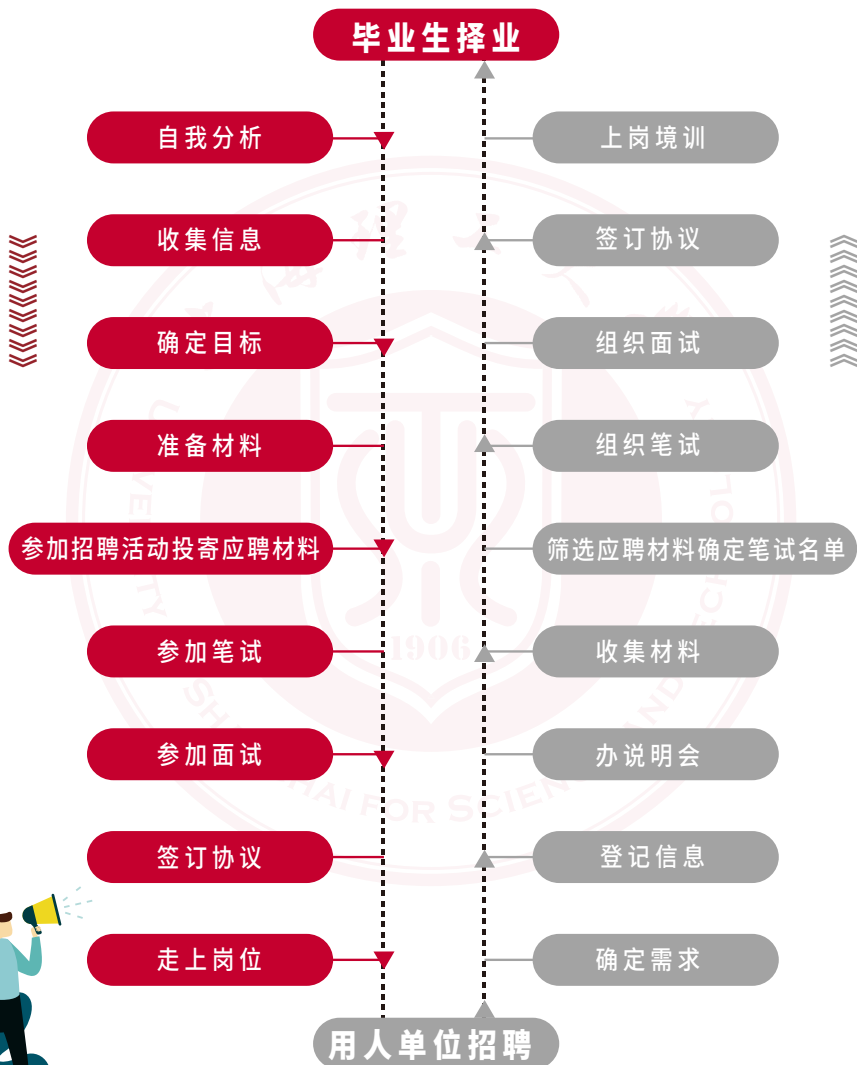 毕业生择业
自我分析
上岗境训
收集信息
签订协议
确定目标
组织面试
准备材料
组织笔试
参加招聘活动投寄应聘材料
筛选应聘材料确定笔试名单
参加笔试
收集材料
1906
参加面试
办说明会
签订协议
登记信息
走上岗位
确定需求
用人单位招聘